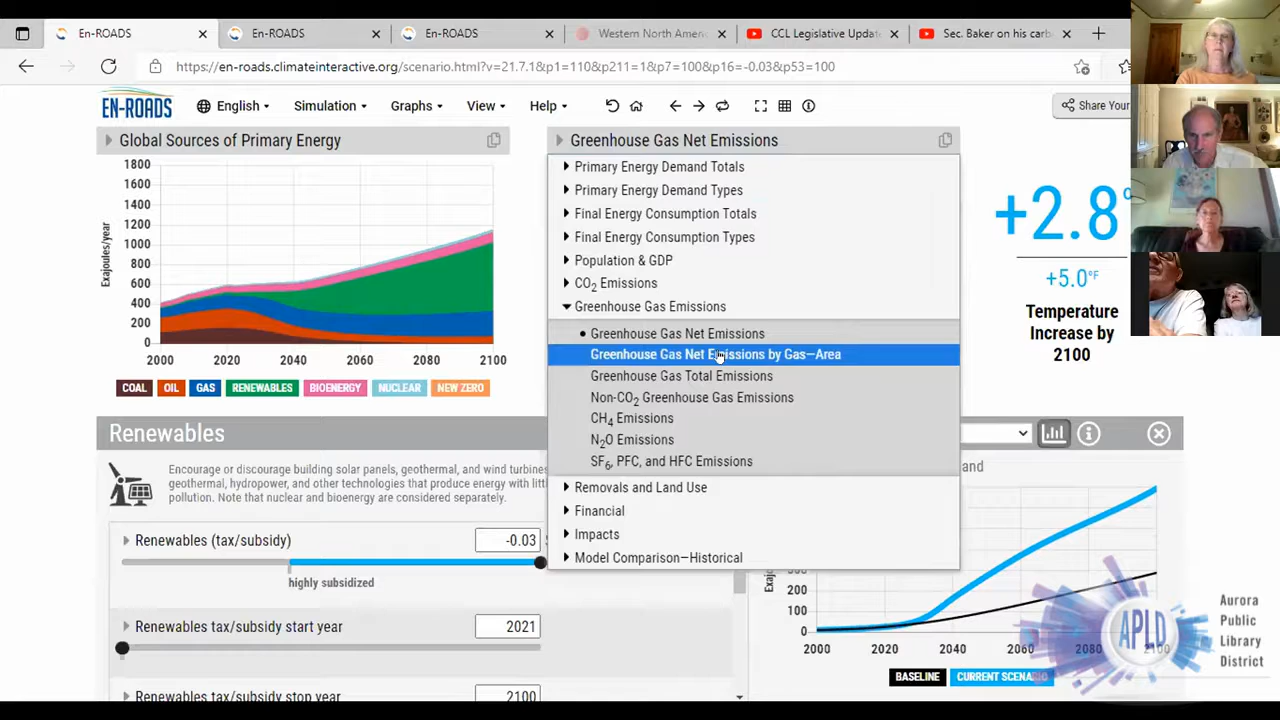 En-ROADS
En-ROADS
En-ROADS
Western North Ameri
CCL Legislative Updat
Sec. Baker on his carb
https://en-roads.climateinteractive.org/scenario.html?v=21.7.1&p1=110&p211=1&p7=100&p16=-0.03&p53=100
EN-ROADS
English
Simulation
Graphs
View
Help
Share Your
Global Sources of Primary Energy
1800
1600
1400
1200
1000
800
600
400
200
0
Exajoules/year
2000 2020 2040 2060 2080 2100
COAL OIL GAS RENEWABLES BIOENERGY NUCLEAR NEW ZERO
Greenhouse Gas Net Emissions
Primary Energy Demand Totals
Primary Energy Demand Types
Final Energy Consumption Totals
Final Energy Consumption Types
Population & GDP
CO2 Emissions
Greenhouse Gas Emissions
Greenhouse Gas Net Emissions
Greenhouse Gas Net Emissions by Gas—Area
Greenhouse Gas Total Emissions
Non-CO2 Greenhouse Gas Emissions
CH4 Emissions
N2O Emissions
SF6, PFC, and HFC Emissions
Removals and Land Use
Financial
Impacts
Model Comparison—Historical
+2.8°
+5.0°F
Temperature
Increase by
2100
Renewables
Encourage or discourage building solar panels, geothermal, and wind turbines
geothermal, hydropower, and other technologies that produce energy with littl
pollution. Note that nuclear and bioenergy are considered separately.
Renewables (tax/subsidy)
-0.03
highly subsidized
Renewables tax/subsidy start year
2021
Renewables tax/subsidy stop year
2100
and
200
100
0
2000 2020 2040 2060 2080 2100
BASELINE CURRENT SCENARIO
APLD
Aurora
Public
Library
District